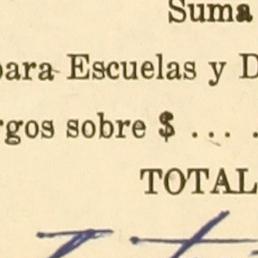 Suma
para Escuelas y D
rgos sobre $ ... .
TOTAL